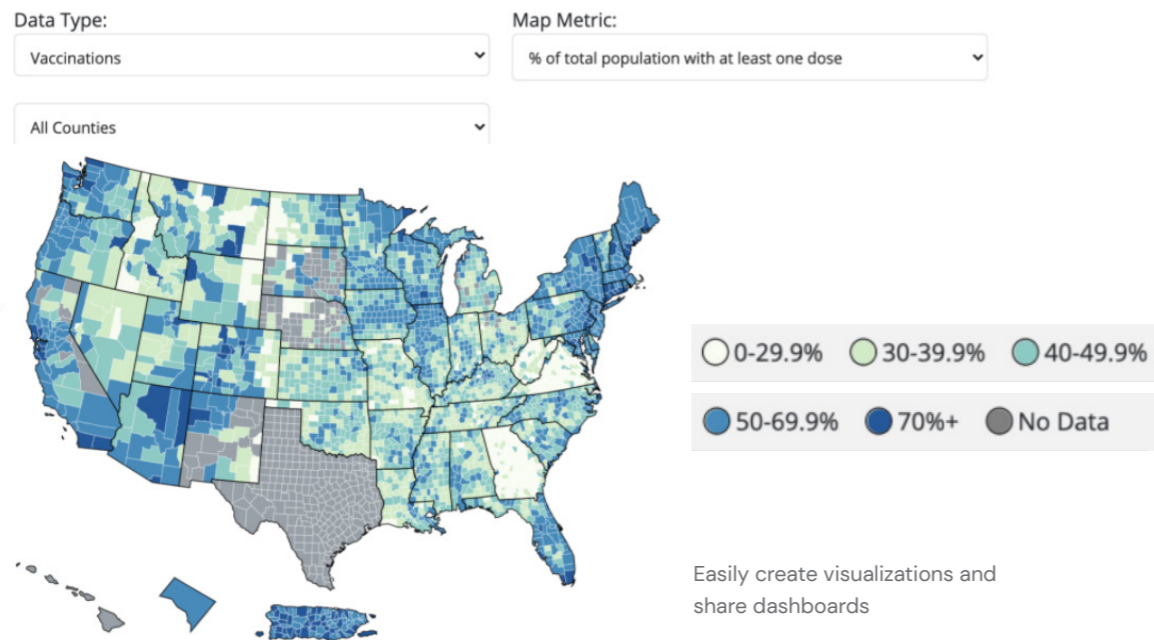 Data Type:
Map Metric:
Vaccinations
% of total population with at least one dose
All Counties
0-29.9%
30-39.9%
40-49.9%
50-69.9%
70%+
No Data
Easily create visualizations and
share dashboards